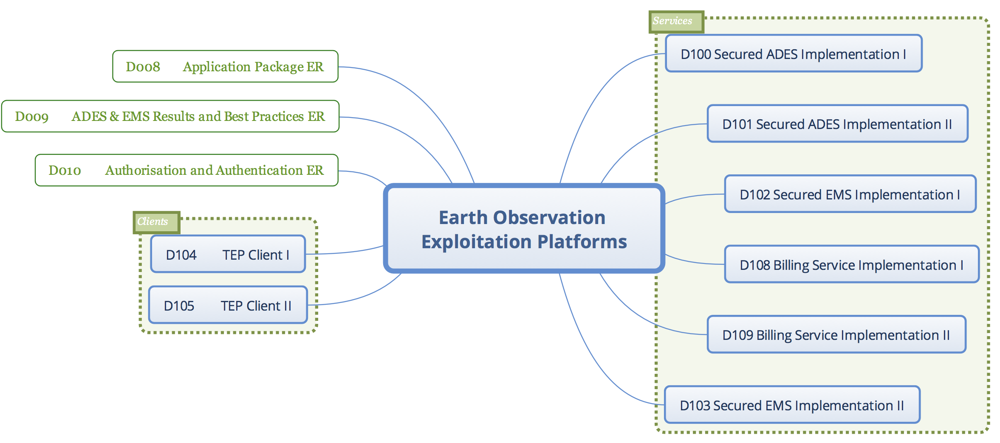 D008 Application Package ER
D009 ADES & EMS Results and Best Practices ER
D010 Authorisation and Authentication ER
Clients
D104 TEP Client I
D105 TEP Client II
Earth Observation
Exploitation Platforms
Services
D100 Secured ADES Implementation I
D101 Secured ADES Implementation II
D102 Secured EMS Implementation I
D108 Billing Service Implementation I
D109 Billing Service Implementation II
D103 Secured EMS Implementation II